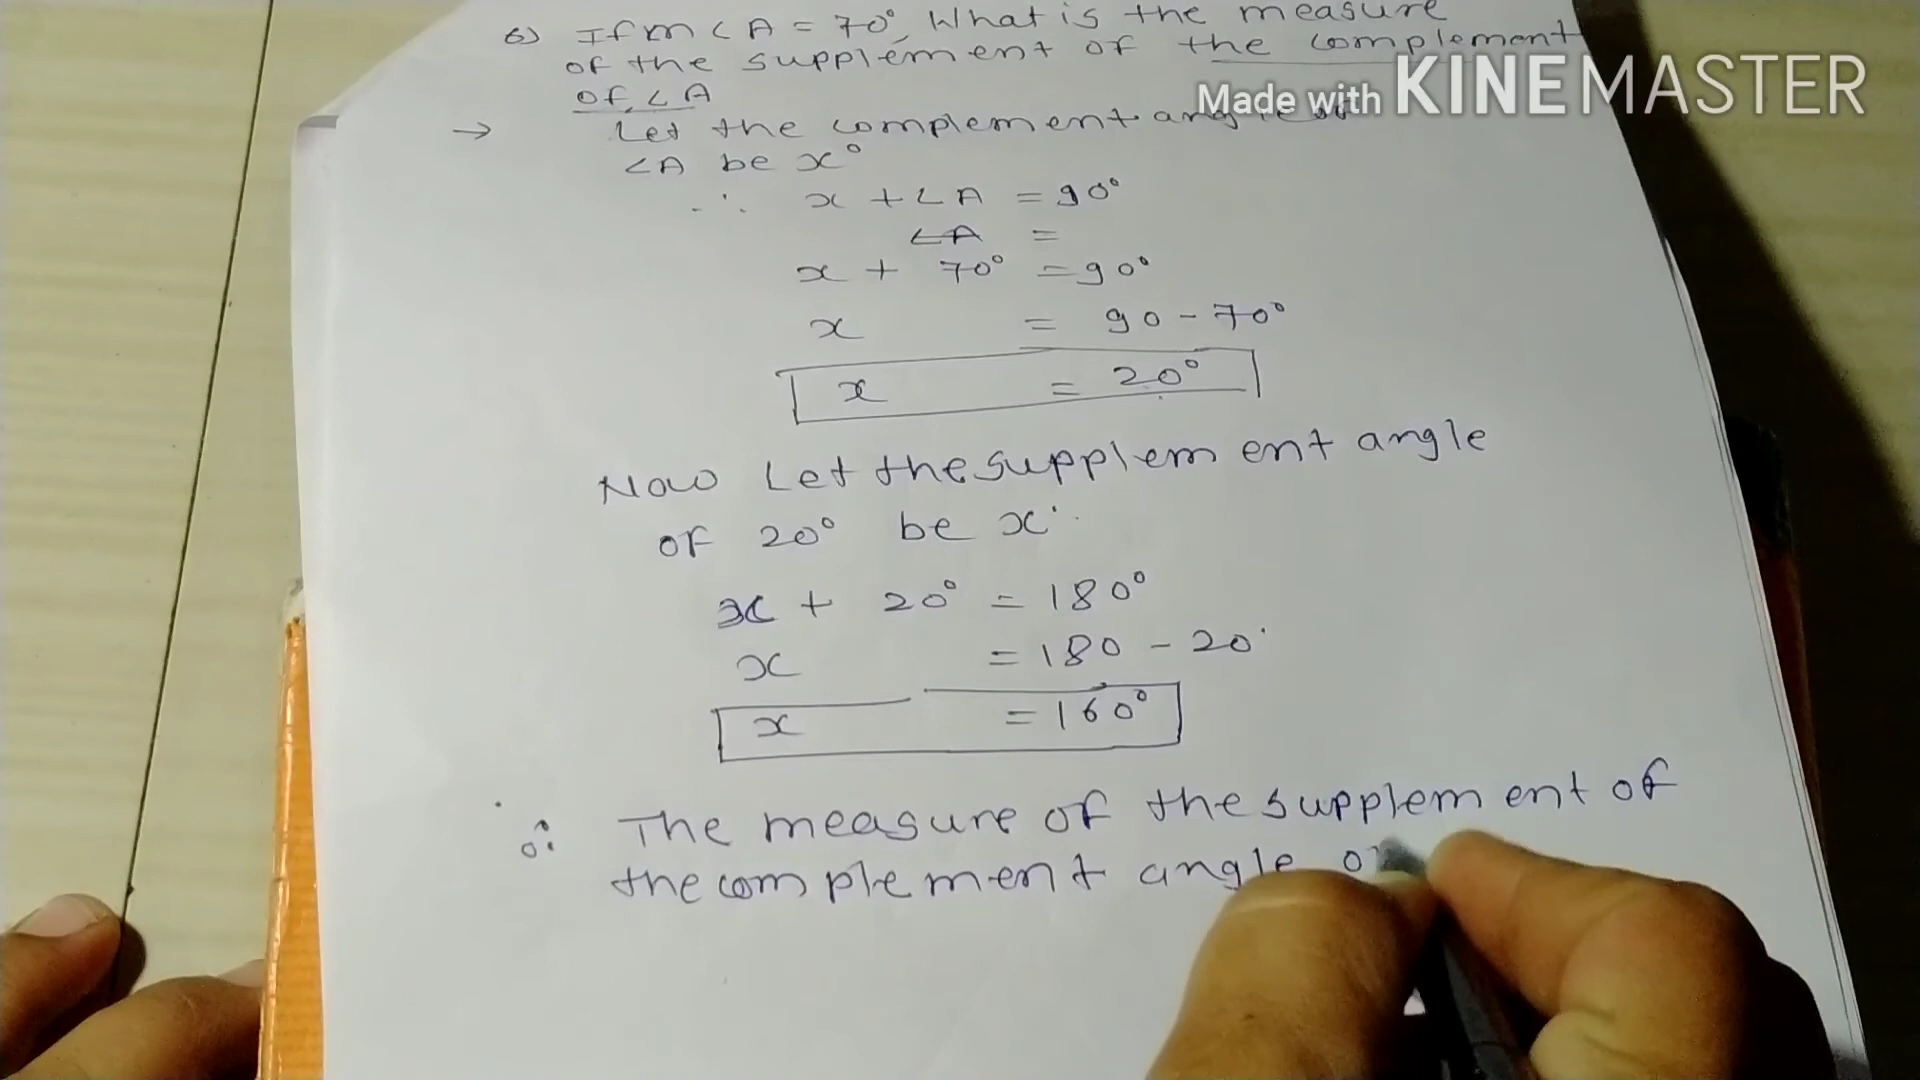 6) If m∠A = 70°, What is the measure
of the supplement of the complement
of ∠A
Made with KINEMASTER
→ Let the complement angle of
∠A be x°
∴ x + ∠A = 90°
∠A =
x + 70° = 90°
x = 90 - 70°
x = 20°
Now Let the supplement angle
of 20° be x°
x + 20° = 180°
x = 180 - 20°
x = 160°
∴ The measure of the supplement of
the complement angle